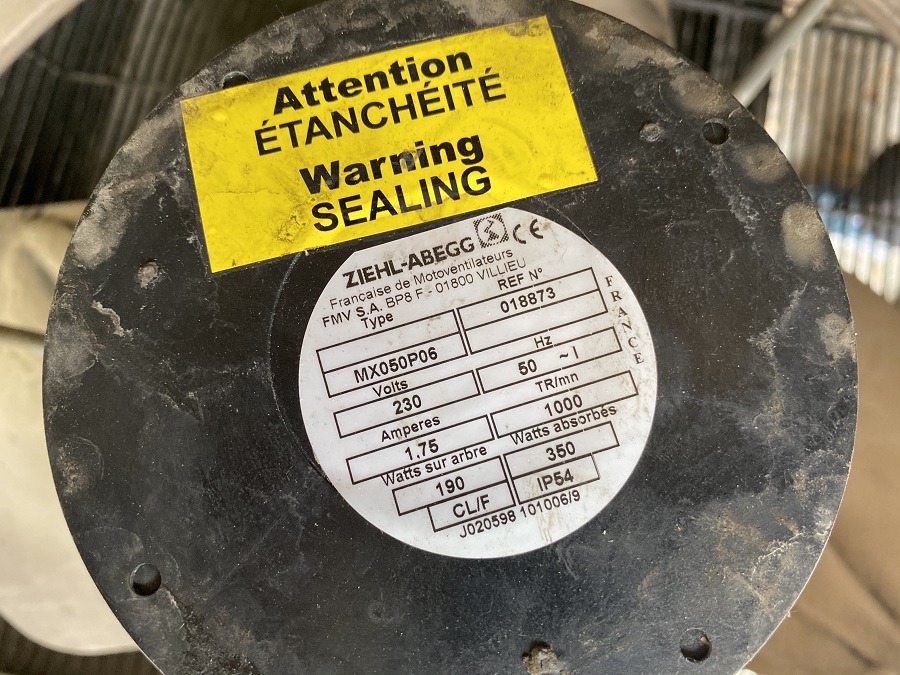 Attention
ÉTANCHÉITÉ
Warning
SEALING
ZIEHL-ABEGG CE
Française de Motoventilateurs
FMV S.A. BP8 F - 01800 VILLIEU
Type REF N°
MX050P06 018873
FRANCE
Volts Hz
230 50 ~ I
Amperes TR/mn
1.75 1000
Watts sur arbre Watts absorbés
190 350
CL/F IP54
J020598 101006/9